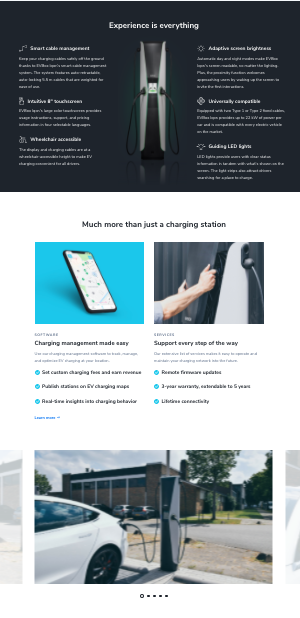 Experience is everything
Smart cable management
Keep your charging cables safely off the ground
& patio to EVBox Iqon's smart cable management
system. The system features auto-retractable,
auto-locking 5.6 m cables that are weighted for
ease of use.
Intuitive 8" touchscreen
EVBox Iqon's large color touchscreen provides
usage instructions, support, and pricing
information in four selectable languages.
Wheelchair accessible
The display and charging cables are at a
wheelchair accessible height to make EV
charging convenient for all drivers.
Adaptive screen brightness
Automatic day and night modes make EVBox
Iqon's screen readable, no matter the lighting.
Plus, the proximity function welcomes
approaching users by waking up the screen to
invite the first interactions.
Universally compatible
Equipped with two Type 1 or Type 2 fixed cables,
EVBox Iqon provides up to 22 kW of power per
car and is compatible with every electric vehicle
on the market.
Guiding LED lights
LED lights provide users with clear status
information in tandem with the on-screen
screen. The light strips also attract drivers
searching for a place to charge.
Much more than just a charging station
SOFTWARE
Charging management made easy
Use our charging management software to track, manage
and optimize EV charging at your location.
Set custom charging fees and earn revenue
Publish stations on EV charging maps
Real-time insights into charging behavior
Learn more
SERVICES
Support every step of the way
Our extensive list of services makes it easy to operate and
maintain your charging network into the future.
Remote firmware updates
3-year warranty, extendable to 5 years
Lifetime connectivity